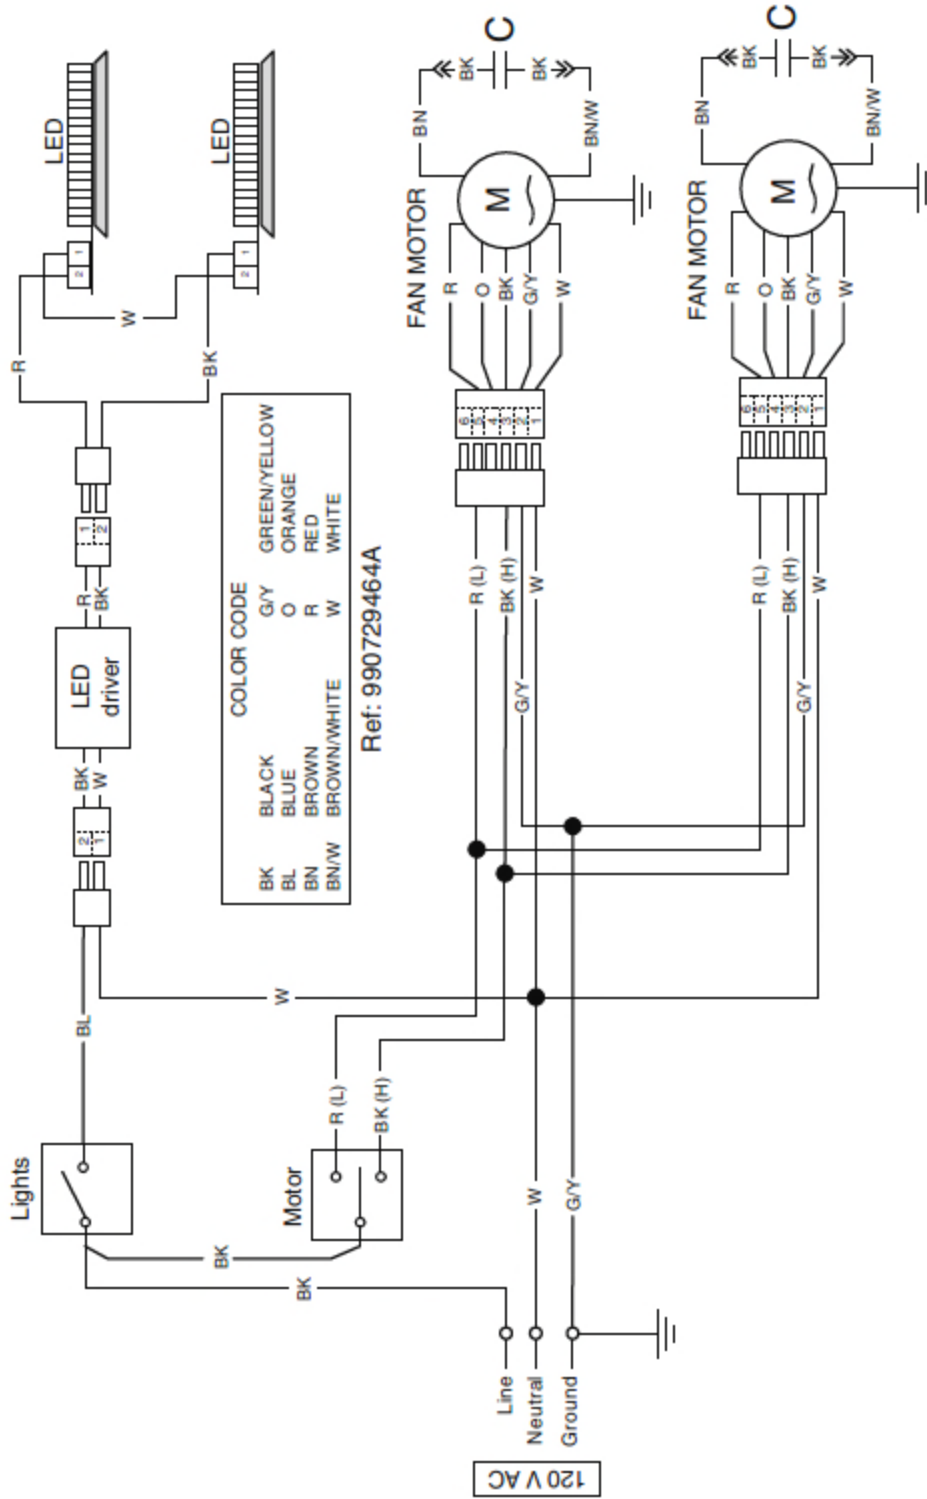 LED
2 1
LED
2 1
R
W
BK
1
2
R
BK
LED
driver
BK
W
2
1
BL
Lights
W
COLOR CODE
BK BLACK G/Y GREEN/YELLOW
BL BLUE O ORANGE
BN BROWN R RED
BN/W BROWN/WHITE W WHITE
Ref: 990729464A
Motor
R (L)
BK (H)
BK
BK
FAN MOTOR
M
C
BN
BK
BK
BN/W
R
O
BK
G/Y
W
6
5
4
3
2
1
R (L)
BK (H)
G/Y
W
FAN MOTOR
M
C
BN
BK
BK
BN/W
R
O
BK
G/Y
W
6
5
4
3
2
1
R (L)
BK (H)
G/Y
W
W
G/Y
Line
Neutral
Ground
120 V AC